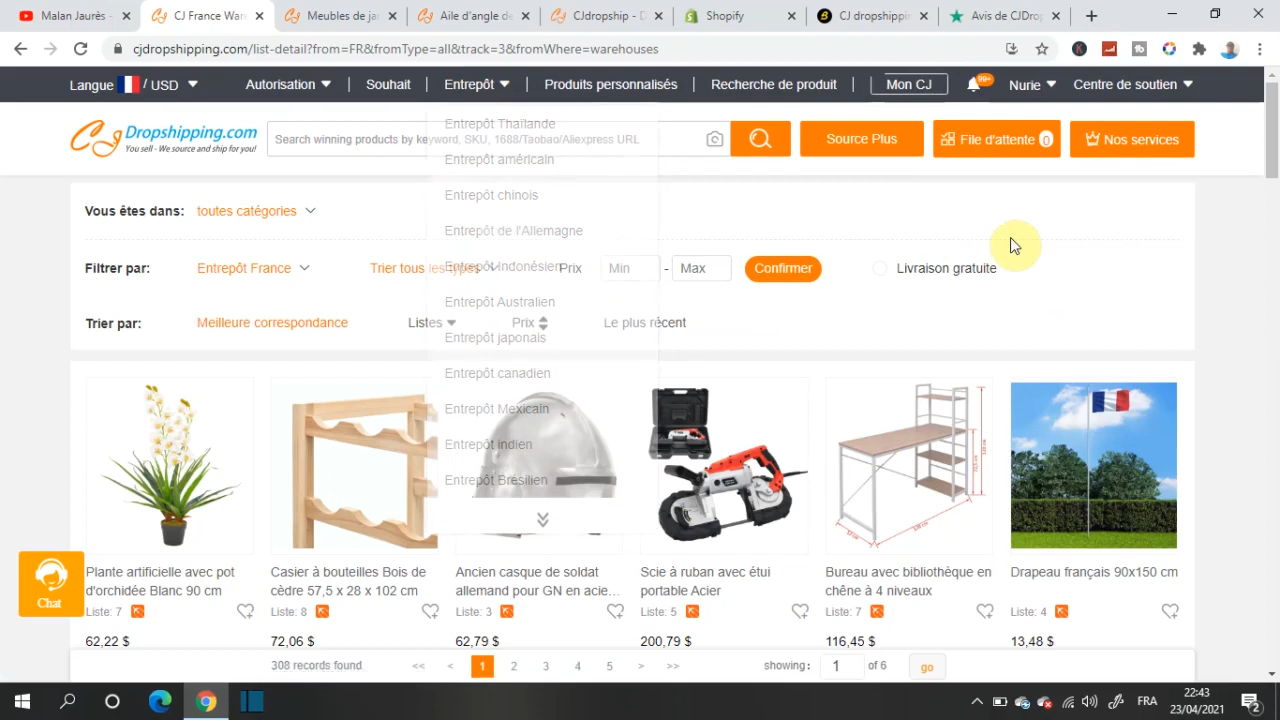 Malan Jaurés -
CJ France Ware
Meubles de ja
Aile d'angle de
CJdropship - D
Shopify
CJ dropshippin
Avis de CJDrop
cjdropshipping.com/list-detail?from=FR&fromType=all&track=3&fromWhere=warehouses
Langue / USD
Autorisation
Souhait
Entrepôt
Produits personnalisés
Recherche de produit
Mon CJ
99+
Nurie
Centre de soutien
CJ Dropshipping.com
You sell - We source and ship for you!
Search winning products by keyword, SKU, 1688/Taobao/Aliexpress URL
Source Plus
File d'attente 0
Nos services
Entrepôt Thaïlande
Entrepôt américain
Entrepôt chinois
Entrepôt de l'Allemagne
Entrepôt Indonésien
Entrepôt Australien
Entrepôt japonais
Entrepôt canadien
Entrepôt Mexicain
Entrepôt indien
Entrepôt Brésilien
Vous êtes dans: toutes catégories
Filtrer par: Entrepôt France Trier tous les types Prix Min - Max Confirmer Livraison gratuite
Trier par: Meilleure correspondance Listes Prix Le plus récent
Plante artificielle avec pot
d'orchidée Blanc 90 cm
Liste: 7
62,22 $
Casier à bouteilles Bois de
cèdre 57,5 x 28 x 102 cm
Liste: 8
72,06 $
Ancien casque de soldat
allemand pour GN en acie...
Liste: 3
62,79 $
Scie à ruban avec étui
portable Acier
Liste: 5
200,79 $
Bureau avec bibliothèque en
chêne à 4 niveaux
Liste: 7
116,45 $
Drapeau français 90x150 cm
Liste: 4
13,48 $
Chat
308 records found << < 1 2 3 4 5 > >> showing: 1 of 6 go
FRA
22:43
23/04/2021
2